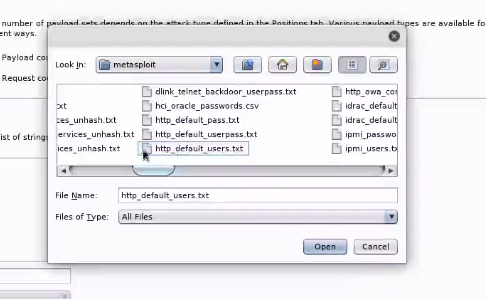 number of payload sets depends on the attack type defined in the Positions tab. Various payload types are available fo
ent ways.
Payload cou
Request co
ist of strings
Look In: metasploit
xt
ces_unhash.txt
ervices_unhash.txt
ices_unhash.txt
dlink_telnet_backdoor_userpass.txt
hci_oracle_passwords.csv
http_default_pass.txt
http_default_userpass.txt
http_default_users.txt
http_owa_co
idrac_default
idrac_default
ipmi_passwo
ipmi_users.t
File Name: http_default_users.txt
Files of Type: All Files
Open Cancel